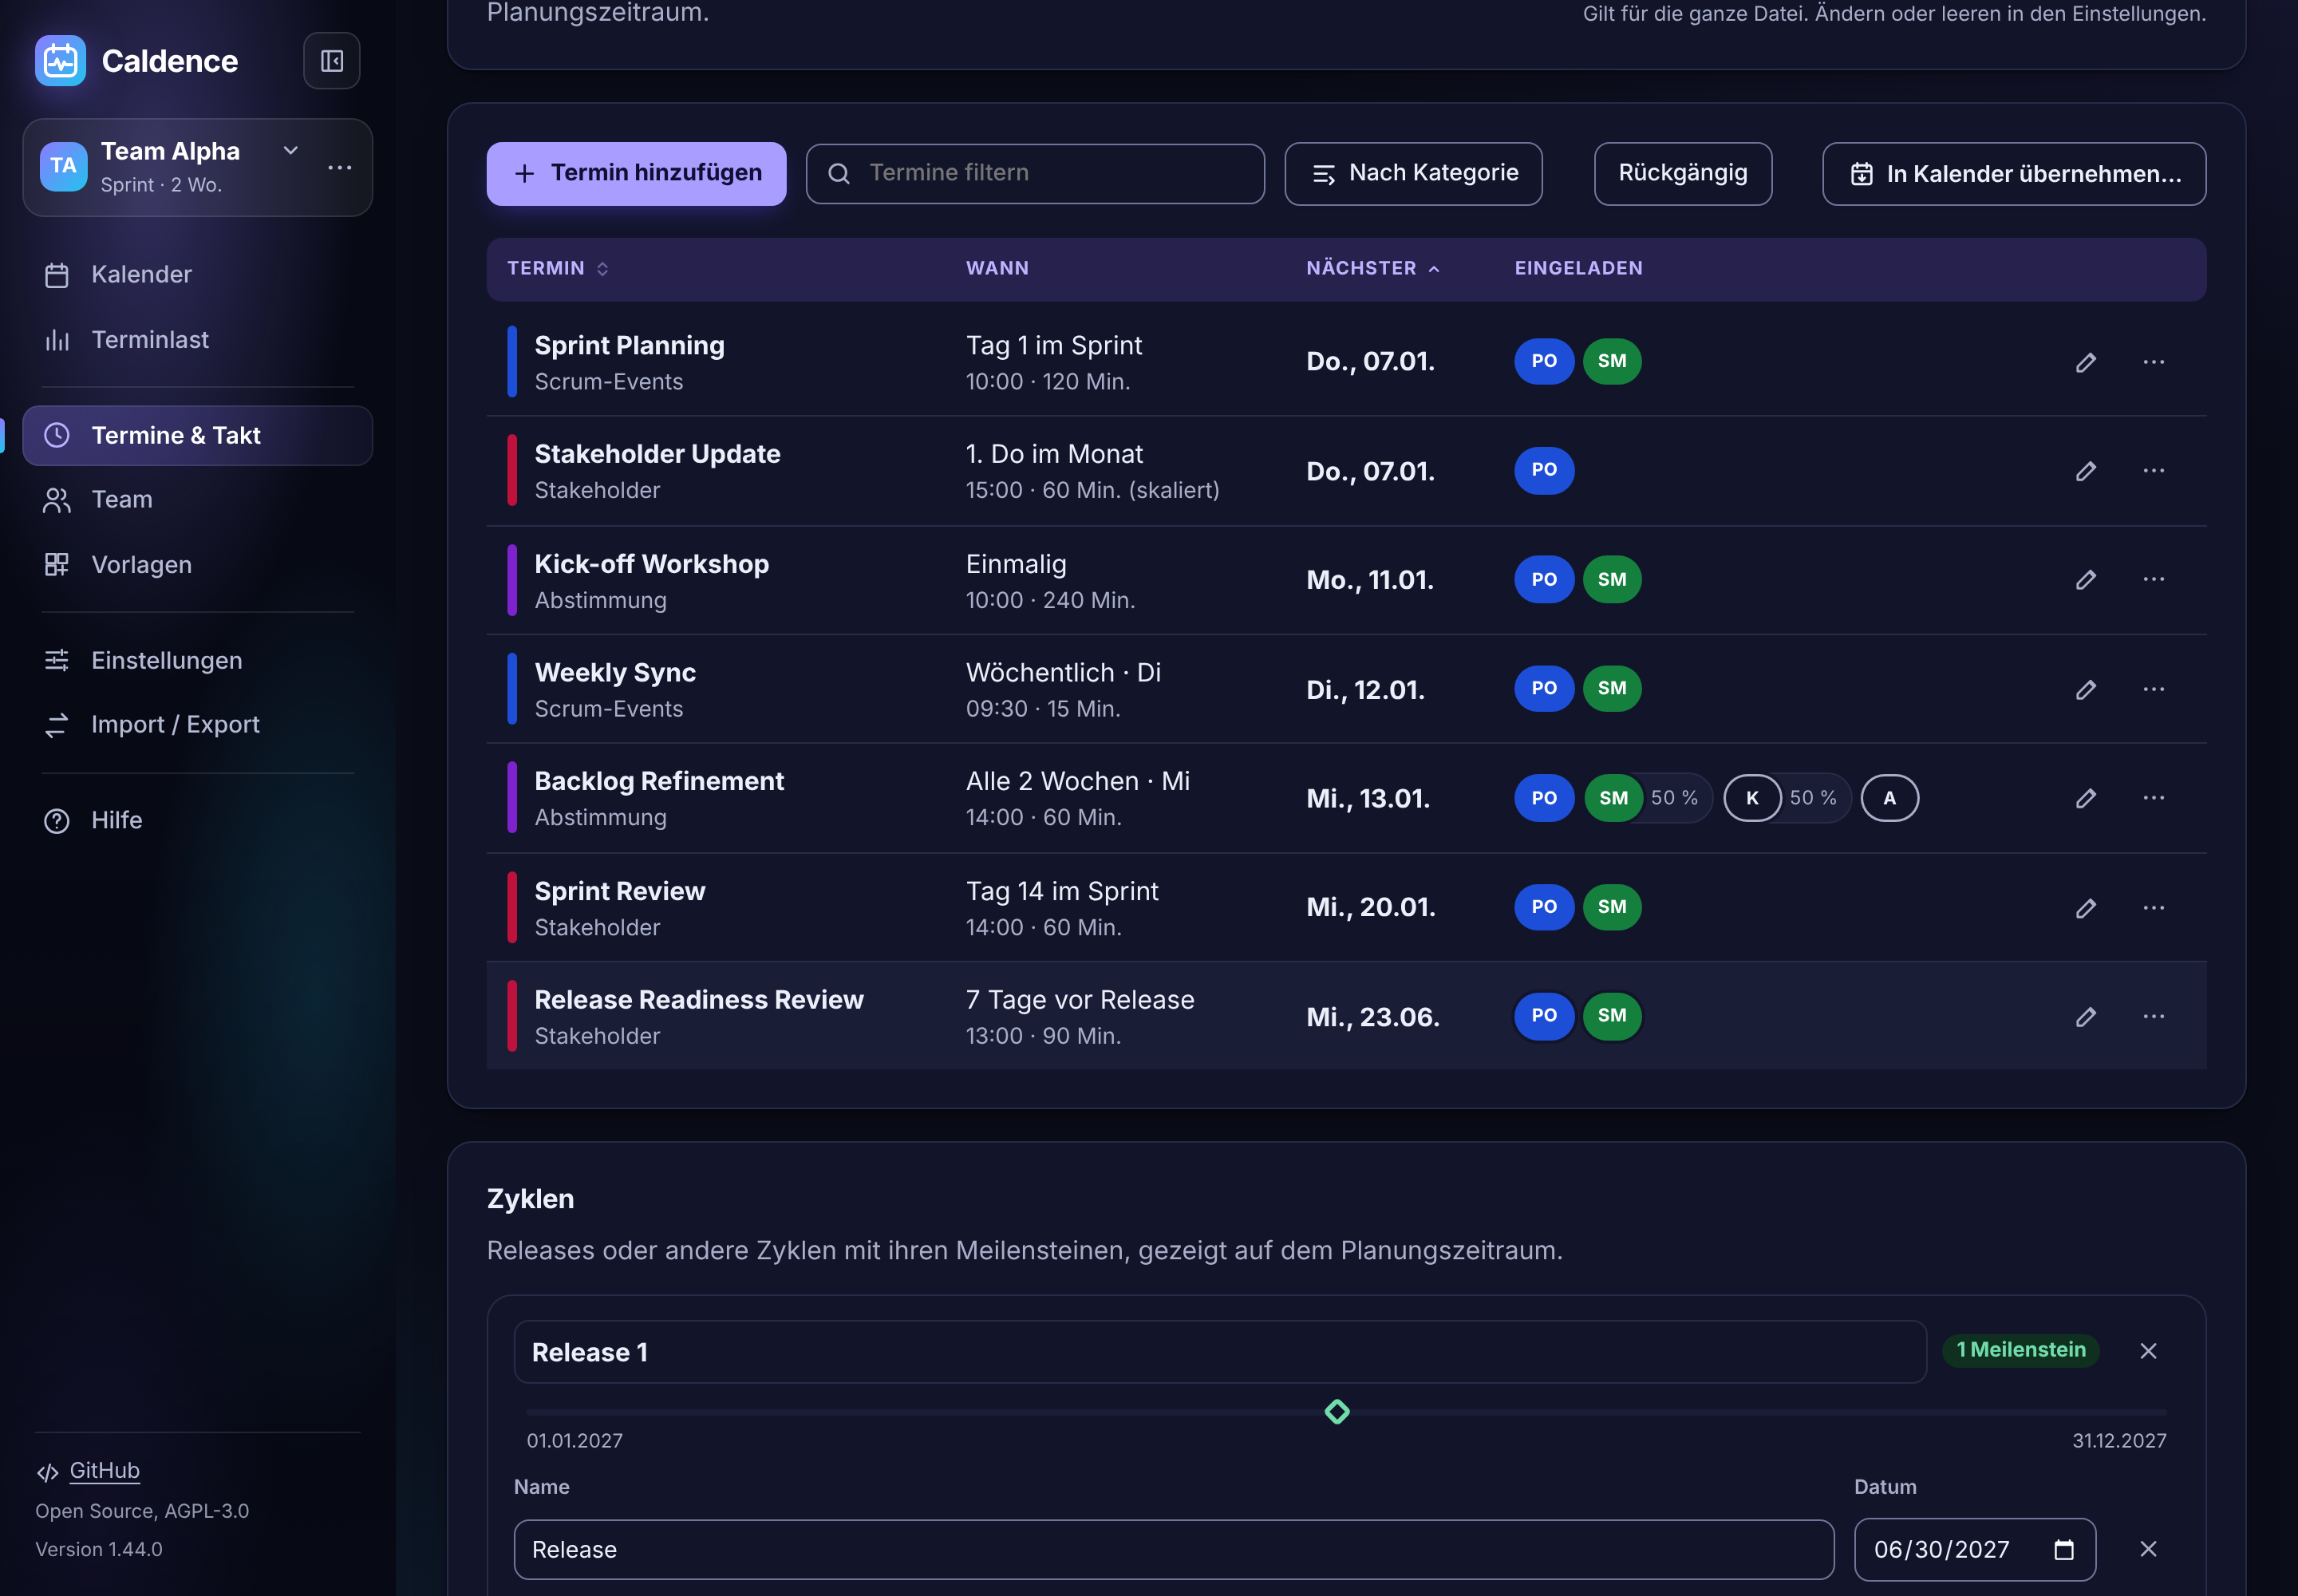 Caldence
TA
Team Alpha
Sprint · 2 Wo.
Kalender
Terminlast
Termine & Takt
Team
Vorlagen
Einstellungen
Import / Export
Hilfe
GitHub
Open Source, AGPL-3.0
Version 1.44.0
Planungszeitraum.
Gilt für die ganze Datei. Ändern oder leeren in den Einstellungen.
Termin hinzufügen
Termine filtern
Nach Kategorie
Rückgängig
In Kalender übernehmen...
TERMIN WANN NÄCHSTER EINGELADEN
Sprint Planning
Scrum-Events
Tag 1 im Sprint
10:00 · 120 Min.
Do., 07.01.
PO SM
Stakeholder Update
Stakeholder
1. Do im Monat
15:00 · 60 Min. (skaliert)
Do., 07.01.
PO
Kick-off Workshop
Abstimmung
Einmalig
10:00 · 240 Min.
Mo., 11.01.
PO SM
Weekly Sync
Scrum-Events
Wöchentlich · Di
09:30 · 15 Min.
Di., 12.01.
PO SM
Backlog Refinement
Abstimmung
Alle 2 Wochen · Mi
14:00 · 60 Min.
Mi., 13.01.
PO SM 50 % K 50 % A
Sprint Review
Stakeholder
Tag 14 im Sprint
14:00 · 60 Min.
Mi., 20.01.
PO SM
Release Readiness Review
Stakeholder
7 Tage vor Release
13:00 · 90 Min.
Mi., 23.06.
PO SM
Zyklen
Releases oder andere Zyklen mit ihren Meilensteinen, gezeigt auf dem Planungszeitraum.
Release 1
1 Meilenstein
01.01.2027
31.12.2027
Name
Datum
Release
06/30/2027